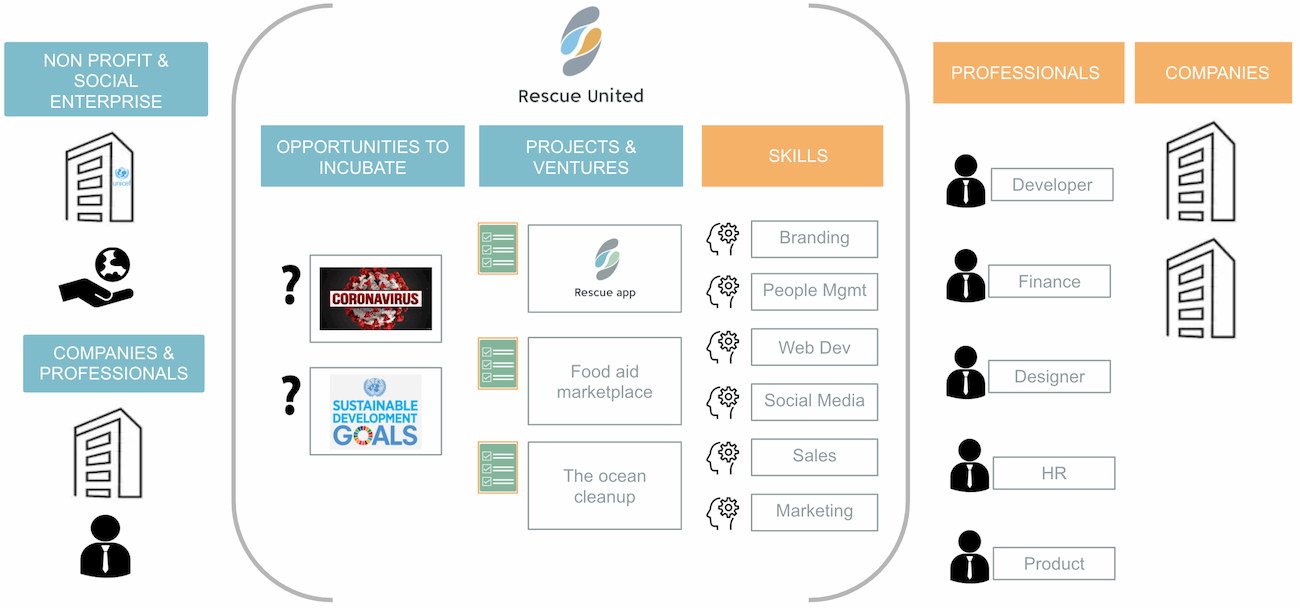 NON PROFIT &
SOCIAL
ENTERPRISE
unicef
COMPANIES &
PROFESSIONALS
Rescue United
OPPORTUNITIES TO
INCUBATE
?
CORONAVIRUS
?
SUSTAINABLE
DEVELOPMENT
GOALS
PROJECTS &
VENTURES
Rescue app
Food aid
marketplace
The ocean
cleanup
SKILLS
Branding
People Mgmt
Web Dev
Social Media
Sales
Marketing
PROFESSIONALS
Developer
Finance
Designer
HR
Product
COMPANIES